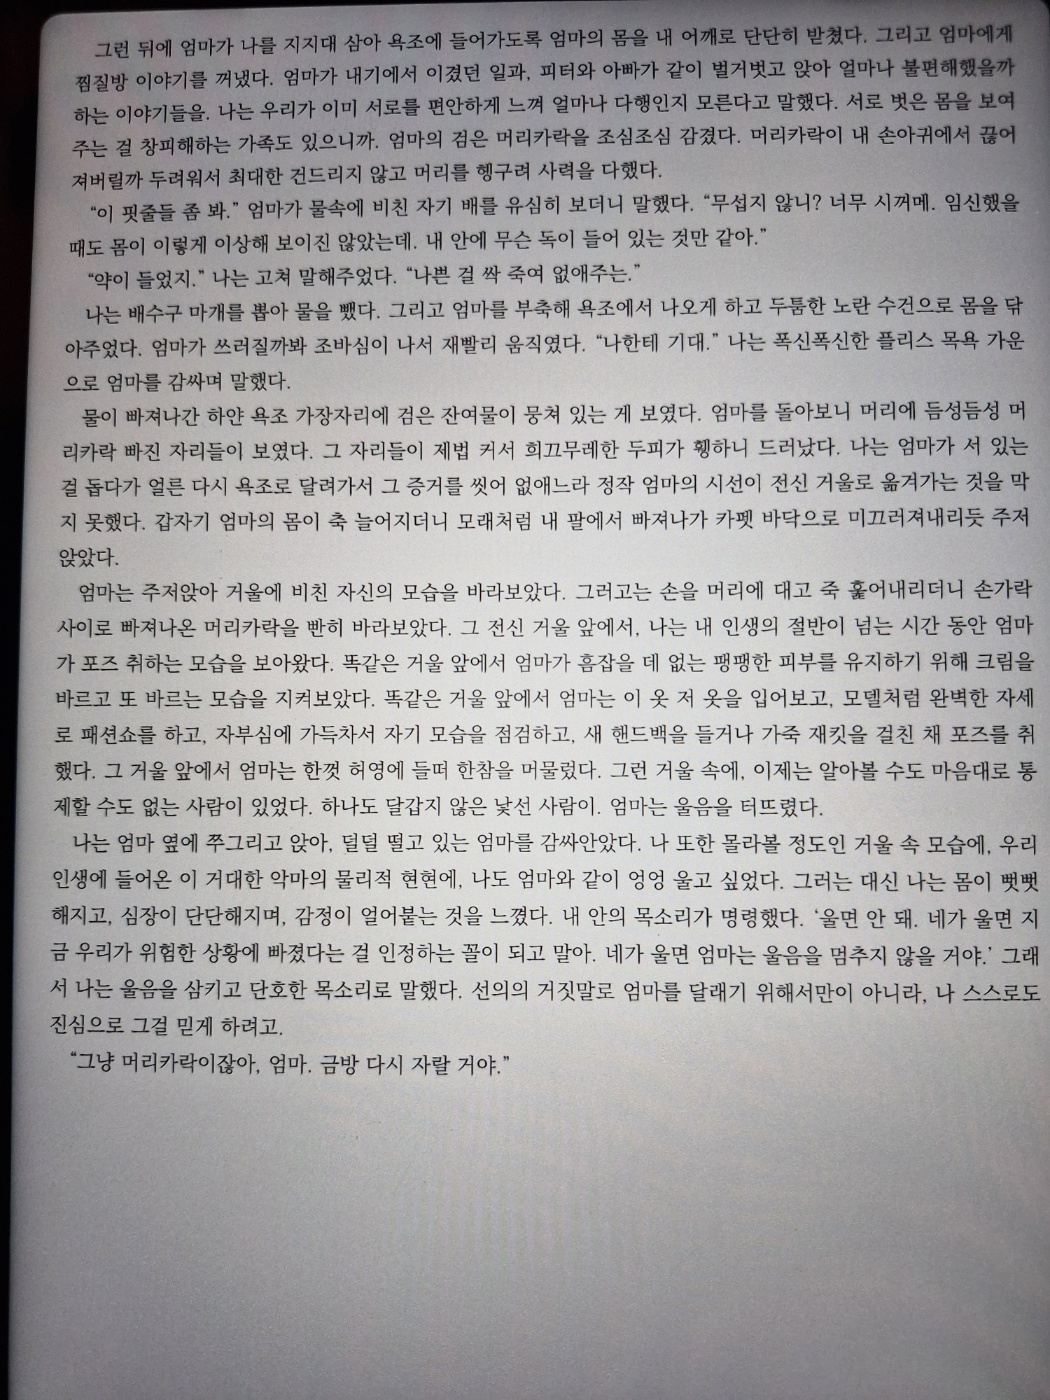 그런 뒤에 엄마가 나를 지지대 삼아 욕조에 들어가도록 엄마의 몸을 내 어깨로 단단히 받쳤다. 그리고 엄마에게
찜질방 이야기를 꺼냈다. 엄마가 내기에서 이겼던 일과, 피터와 아빠가 같이 벌거벗고 앉아 얼마나 불편해했을까
하는 이야기들을. 나는 우리가 이미 서로를 편안하게 느껴 얼마나 다행인지 모른다고 말했다. 서로 벗은 몸을 보여
주는 걸 창피해하는 가족도 있으니까. 엄마의 검은 머리카락을 조심조심 감겼다. 머리카락이 내 손아귀에서 끊어
져버릴까 두려워서 최대한 건드리지 않고 머리를 헹구려 사력을 다했다.
“이 핏줄들 좀 봐.” 엄마가 물속에 비친 자기 배를 유심히 보더니 말했다. “무섭지 않니? 너무 시꺼메. 임신했을
때도 몸이 이렇게 이상해 보이진 않았는데. 내 안에 무슨 독이 들어 있는 것만 같아.”
“약이 들었지.” 나는 고쳐 말해주었다. “나쁜 걸 싹 죽여 없애주는.”
나는 배수구 마개를 뽑아 물을 뺐다. 그리고 엄마를 부축해 욕조에서 나오게 하고 두툼한 노란 수건으로 몸을 닦
아주었다. 엄마가 쓰러질까봐 조바심이 나서 재빨리 움직였다. “나한테 기대.” 나는 폭신폭신한 플리스 목욕 가운
으로 엄마를 감싸며 말했다.
물이 빠져나간 하얀 욕조 가장자리에 검은 잔여물이 뭉쳐 있는 게 보였다. 엄마를 돌아보니 머리에 듬성듬성 머
리카락 빠진 자리들이 보였다. 그 자리들이 제법 커서 희끄무레한 두피가 휑하니 드러났다. 나는 엄마가 서 있는
걸 돕다가 얼른 다시 욕조로 달려가서 그 증거를 씻어 없애느라 정작 엄마의 시선이 전신 거울로 옮겨가는 것을 막
지 못했다. 갑자기 엄마의 몸이 축 늘어지더니 모래처럼 내 팔에서 빠져나가 카펫 바닥으로 미끄러져내리듯 주저
앉았다.
엄마는 주저앉아 거울에 비친 자신의 모습을 바라보았다. 그러고는 손을 머리에 대고 죽 훑어내리더니 손가락
사이로 빠져나온 머리카락을 빤히 바라보았다. 그 전신 거울 앞에서, 나는 내 인생의 절반이 넘는 시간 동안 엄마
가 포즈 취하는 모습을 보아왔다. 똑같은 거울 앞에서 엄마가 흠잡을 데 없는 팽팽한 피부를 유지하기 위해 크림을
바르고 또 바르는 모습을 지켜보았다. 똑같은 거울 앞에서 엄마는 이 옷 저 옷을 입어보고, 모델처럼 완벽한 자세
로 패션쇼를 하고, 자부심에 가득차서 자기 모습을 점검하고, 새 핸드백을 들거나 가죽 재킷을 걸친 채 포즈를 취
했다. 그 거울 앞에서 엄마는 한껏 허영에 들떠 한참을 머물렀다. 그런 거울 속에, 이제는 알아볼 수도 마음대로 통
제할 수도 없는 사람이 있었다. 하나도 달갑지 않은 낯선 사람이. 엄마는 울음을 터뜨렸다.
나는 엄마 옆에 쭈그리고 앉아, 덜덜 떨고 있는 엄마를 감싸안았다. 나 또한 몰라볼 정도인 거울 속 모습에, 우리
인생에 들어온 이 거대한 악마의 물리적 현현에, 나도 엄마와 같이 엉엉 울고 싶었다. 그러는 대신 나는 몸이 뻣뻣
해지고, 심장이 단단해지며, 감정이 얼어붙는 것을 느꼈다. 내 안의 목소리가 명령했다. ‘울면 안 돼. 네가 울면 지
금 우리가 위험한 상황에 빠졌다는 걸 인정하는 꼴이 되고 말아. 네가 울면 엄마는 울음을 멈추지 않을 거야.’ 그래
서 나는 울음을 삼키고 단호한 목소리로 말했다. 선의의 거짓말로 엄마를 달래기 위해서만이 아니라, 나 스스로도
진심으로 그걸 믿게 하려고.
“그냥 머리카락이잖아, 엄마. 금방 다시 자랄 거야.”